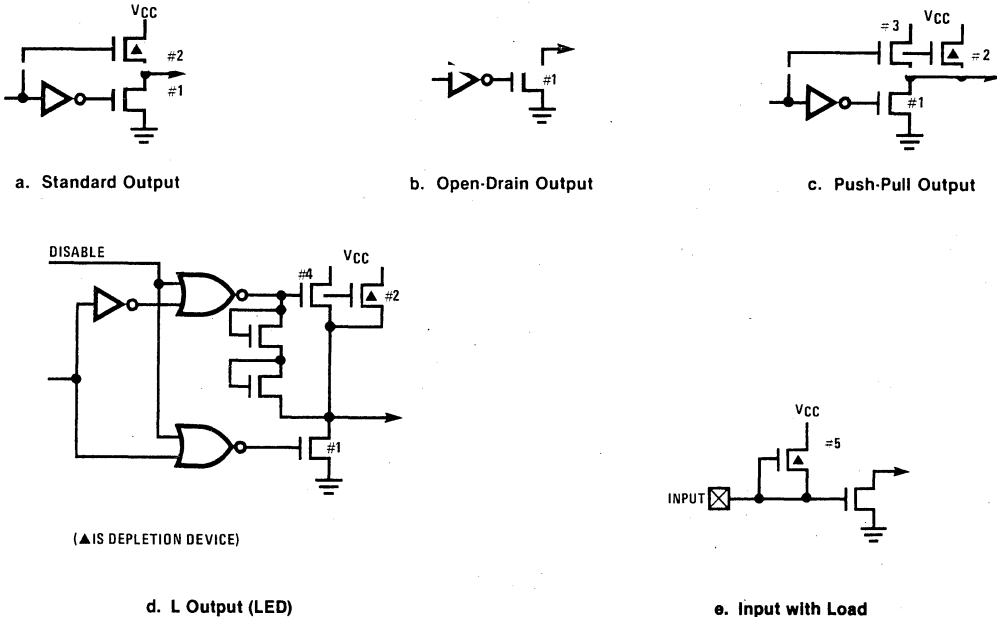 VCC
#2
#1
a. Standard Output
#1
b. Open-Drain Output
#3
VCC
#2
#1
c. Push-Pull Output
DISABLE
#4
VCC
#2
#1
(▲IS DEPLETION DEVICE)
d. L Output (LED)
VCC
#5
INPUT
e. Input with Load